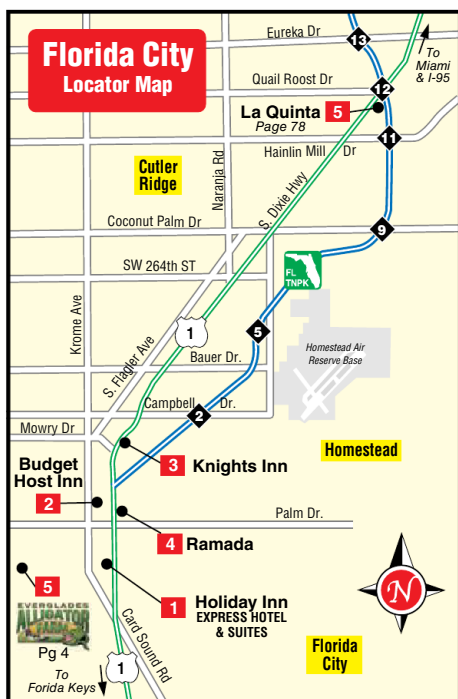 Florida City
Locator Map
Eureka Dr
13
To
Miami
& I-95
Quail Roost Dr
12
La Quinta 5
Page 78
11
Hainlin Mill Dr
Cutler
Ridge
Naranja Rd
S. Dixie Hwy
Coconut Palm Dr
9
SW 264th ST
FL
TNPK
Krome Ave
1
S. Flagler Ave
5
Homestead Air
Reserve Base
Bauer Dr.
Campbell Dr.
2
Mowry Dr
3 Knights Inn
Homestead
Budget
Host Inn
2
4 Ramada
Palm Dr.
5
EVERGLADES
ALLIGATOR
FARM
Pg 4
1 Holiday Inn
EXPRESS HOTEL
& SUITES
N
Card Sound Rd
Florida
City
To
Forida Keys
1